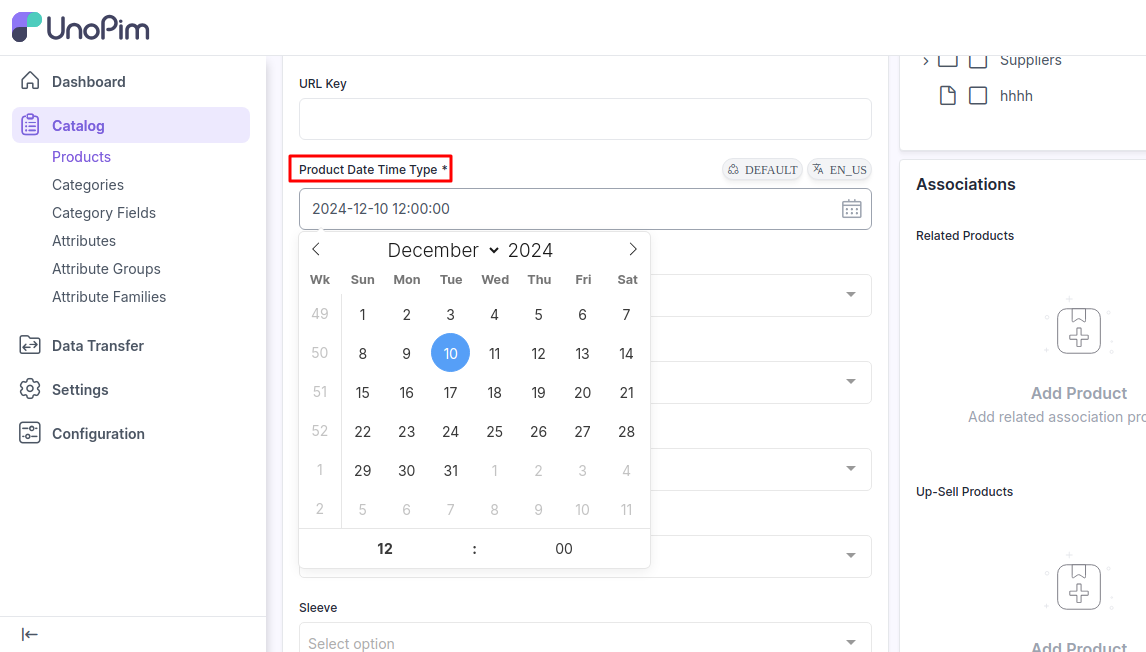 UnoPim
Dashboard
Catalog
Products
Categories
Category Fields
Attributes
Attribute Groups
Attribute Families
Data Transfer
Settings
Configuration
URL Key
Product Date Time Type *
DEFAULT
EN_US
2024-12-10 12:00:00
December 2024
Wk Sun Mon Tue Wed Thu Fri Sat
49 1 2 3 4 5 6 7
50 8 9 10 11 12 13 14
51 15 16 17 18 19 20 21
52 22 23 24 25 26 27 28
1 29 30 31 1 2 3 4
2 5 6 7 8 9 10 11
12 : 00
Sleeve
Select option
Suppliers
hhhh
Associations
Related Products
Add Product
Add related association pro
Up-Sell Products
Add Product